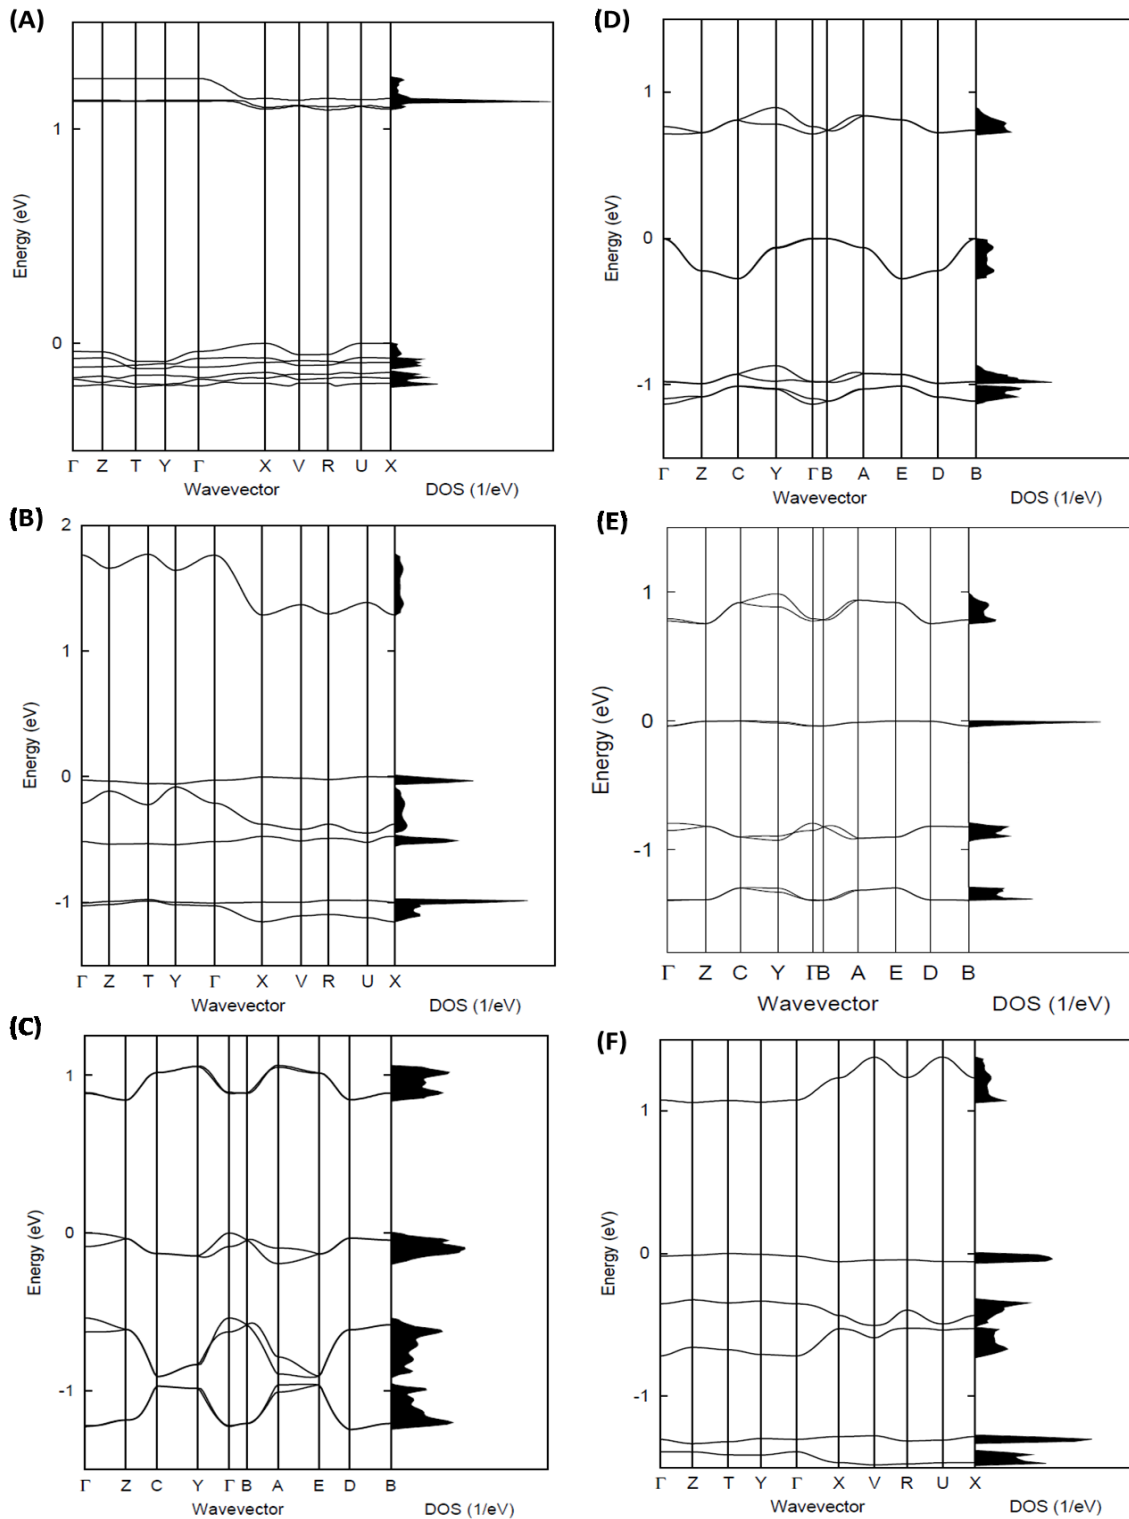 (A)
Energy (eV)
1
0
Γ Z T Y Γ X V R U X
Wavevector DOS (1/eV)
(D)
Energy (eV)
1
0
-1
Γ Z C Y Γ B A E D B
Wavevector DOS (1/eV)
(B)
Energy (eV)
2
1
0
-1
Γ Z T Y Γ X V R U X
Wavevector DOS (1/eV)
(E)
Energy (eV)
1
0
-1
Γ Z C Y Γ B A E D B
Wavevector DOS (1/eV)
(C)
Energy (eV)
1
0
-1
Γ Z C Y Γ B A E D B
Wavevector DOS (1/eV)
(F)
Energy (eV)
1
0
-1
Γ Z T Y Γ X V R U X
Wavevector DOS (1/eV)